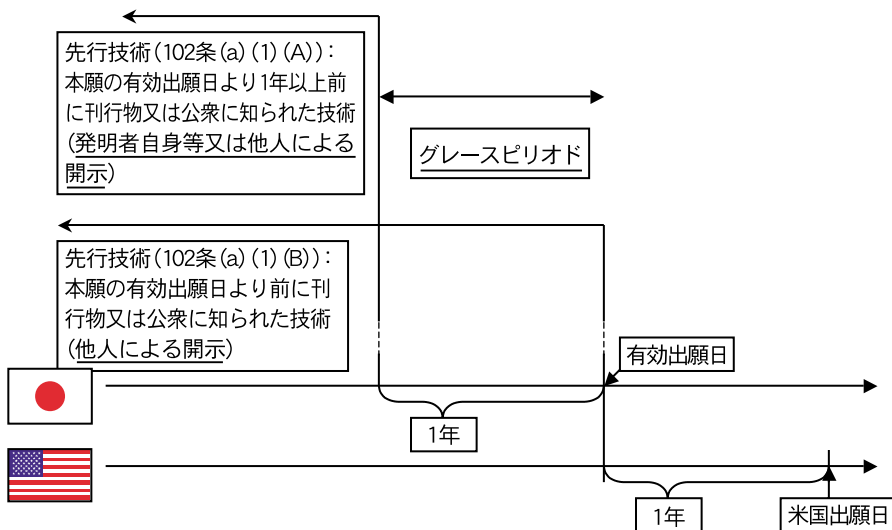 先行技術(102条(a)(1)(A)):
本願の有効出願日より1年以上前
に刊行物又は公衆に知られた技術
(発明者自身等又は他人による
開示)
グレースピリオド
先行技術(102条(a)(1)(B)):
本願の有効出願日より前に刊
行物又は公衆に知られた技術
(他人による開示)
有効出願日
1年
1年
米国出願日